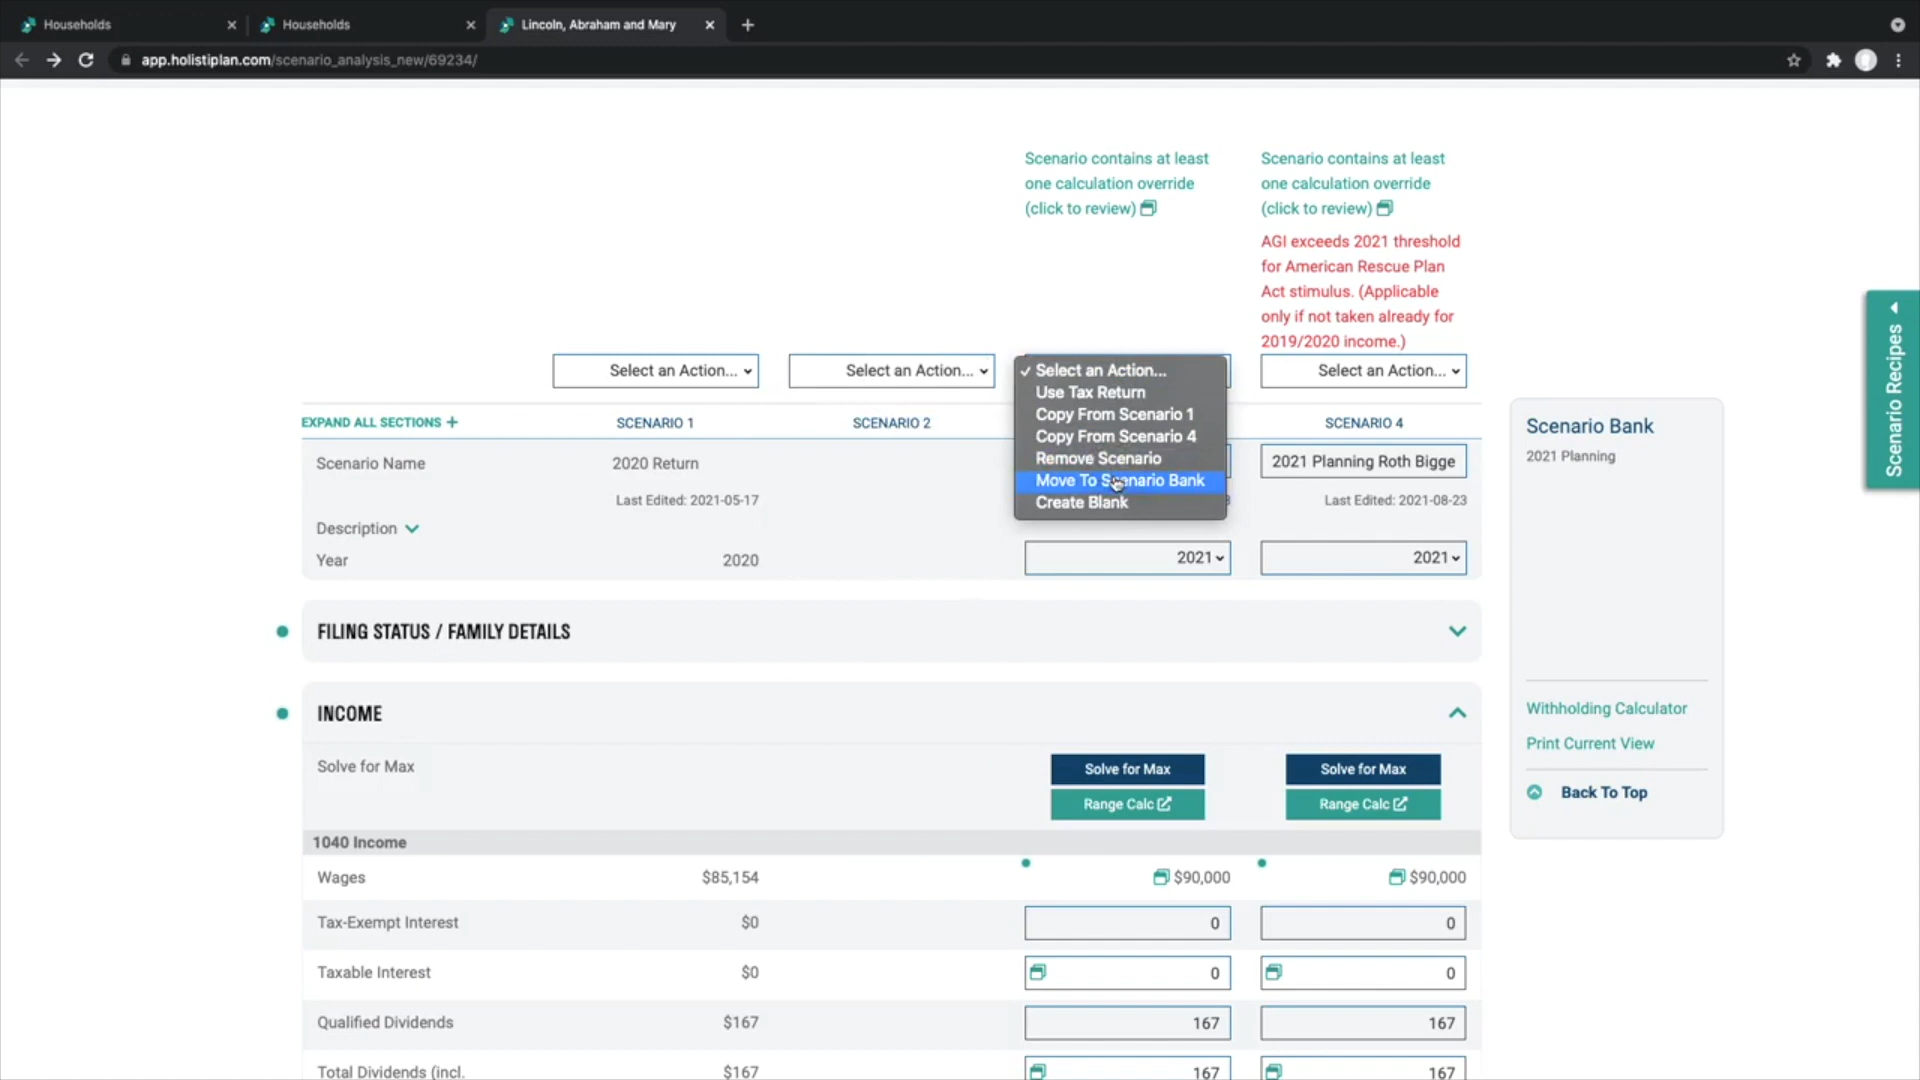 Households
Households
Lincoln, Abraham and Mary
app.holistiplan.com/scenario_analysis_new/69234/
Scenario contains at least
one calculation override
(click to review)
Scenario contains at least
one calculation override
(click to review)
AGI exceeds 2021 threshold
for American Rescue Plan
Act stimulus. (Applicable
only if not taken already for
2019/2020 income.)
Select an Action...
Select an Action...
Select an Action...
Use Tax Return
Copy From Scenario 1
Copy From Scenario 4
Remove Scenario
Move To Scenario Bank
Create Blank
Select an Action...
Scenario Recipes
EXPAND ALL SECTIONS +
SCENARIO 1
SCENARIO 2
SCENARIO 4
Scenario Name
2020 Return
2021 Planning Roth Bigge
Last Edited: 2021-05-17
Last Edited: 2021-08-23
Description
Year
2020
2021
2021
Scenario Bank
2021 Planning
Withholding Calculator
Print Current View
Back To Top
FILING STATUS / FAMILY DETAILS
INCOME
Solve for Max
Solve for Max
Solve for Max
Range Calc
Range Calc
1040 Income
Wages
$85,154
$90,000
$90,000
Tax-Exempt Interest
$0
0
0
Taxable Interest
$0
0
0
Qualified Dividends
$167
167
167
Total Dividends (incl.
$167
167
167